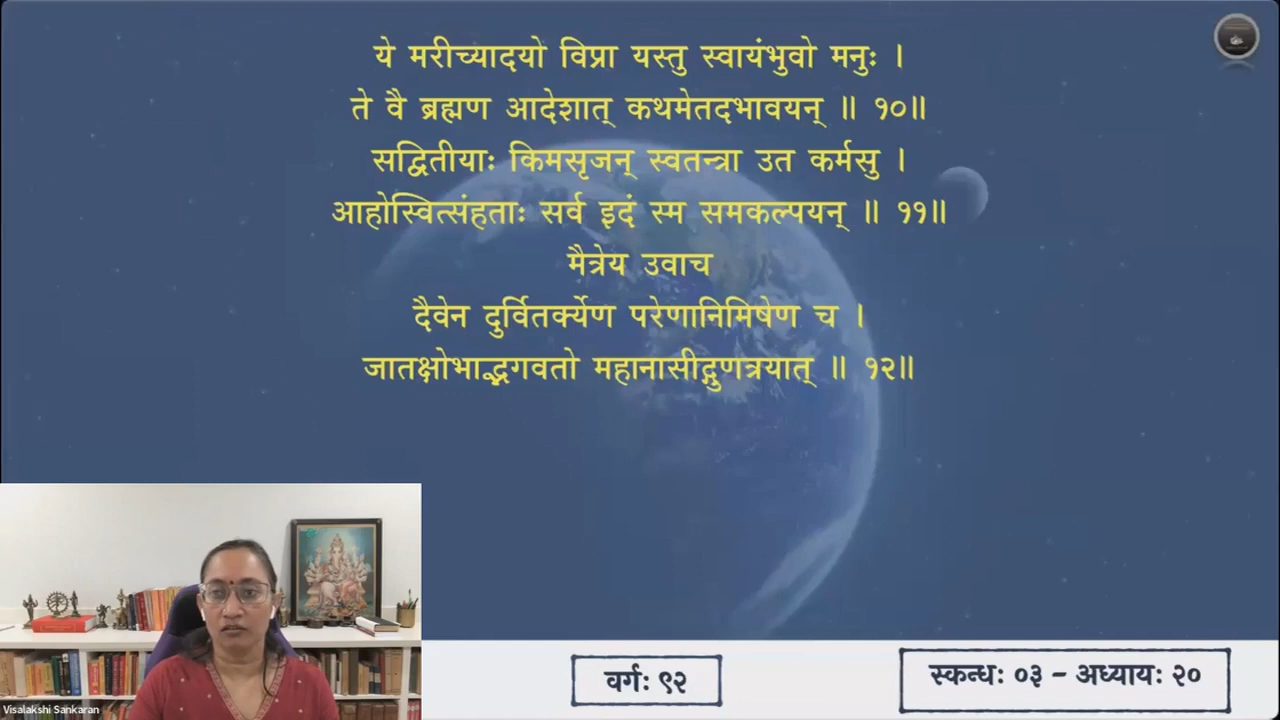 ये मरीच्यादयो विप्रा यस्तु स्वायंभुवो मनुः ।
ते वै ब्रह्मण आदेशात् कथमेतदभावयन् ॥ १०॥
सद्वितीयाः किमसृजन् स्वतन्त्रा उत कर्मसु ।
आहोस्वित्संहताः सर्व इदं स्म समकल्पयन् ॥ ११॥
मैत्रेय उवाच
दैवेन दुर्वितर्क्येण परेणानिमिषेण च ।
जातक्षोभाद्भगवतो महानासीद्गुणत्रयात् ॥ १२॥
वर्गः ९२
स्कन्धः ०३ - अध्यायः २०
Visalakshi Sankaran